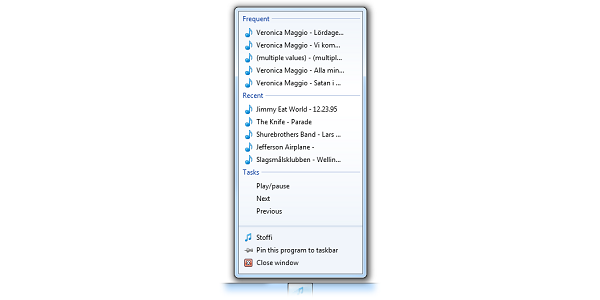 Frequent
Veronica Maggio - Lördage...
Veronica Maggio - Vi kom...
(multiple values) - (multipl...
Veronica Maggio - Alla min...
Veronica Maggio - Satan i ...
Recent
Jimmy Eat World - 12.23.95
The Knife - Parade
Shurebrothers Band - Lars ...
Jefferson Airplane -
Slagsmålsklubben - Wellin...
Tasks
Play/pause
Next
Previous
Stoffi
Pin this program to taskbar
Close window